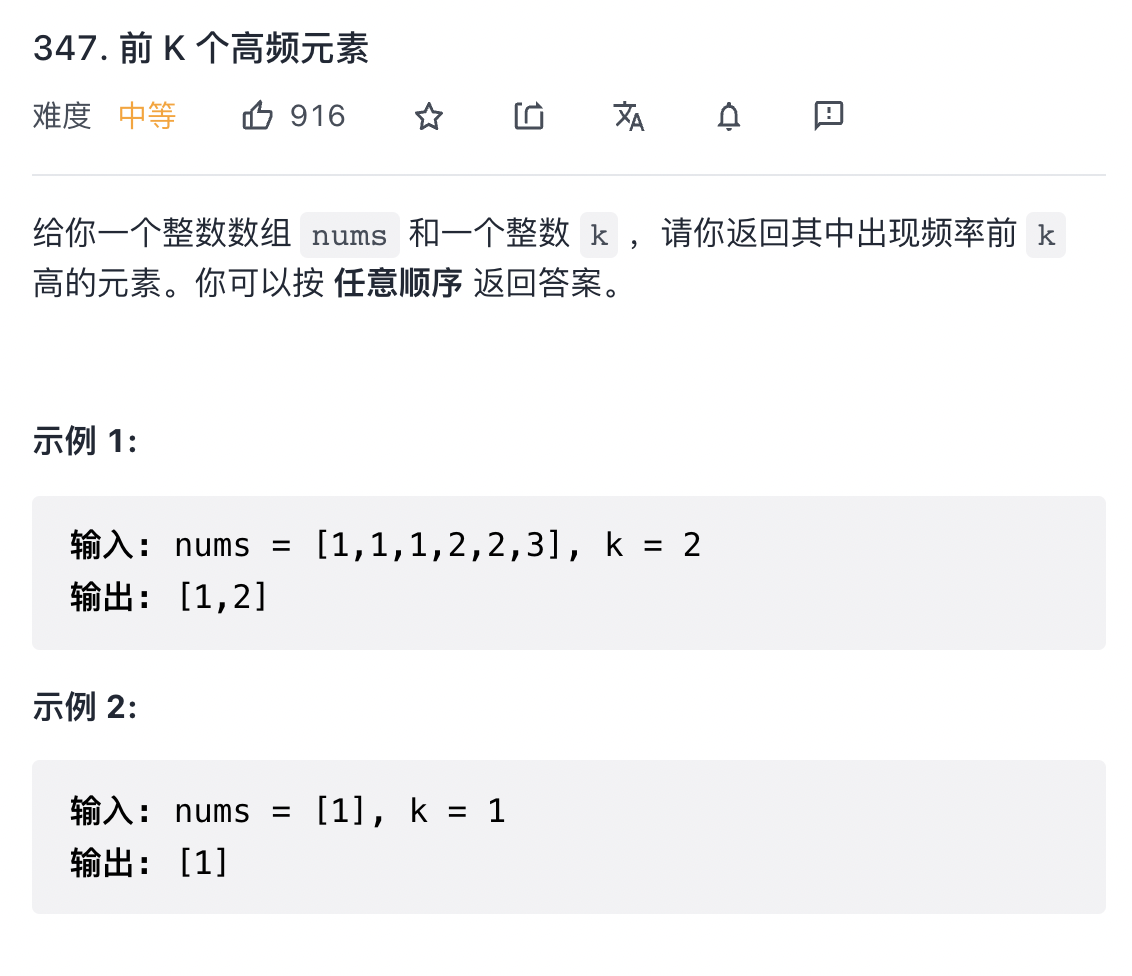 347. 前 K 个高频元素
难度 中等 916
给你一个整数数组 nums 和一个整数 k ，请你返回其中出现频率前 k
高的元素。你可以按 任意顺序 返回答案。
示例 1:
输入: nums = [1,1,1,2,2,3], k = 2
输出: [1,2]
示例 2:
输入: nums = [1], k = 1
输出: [1]